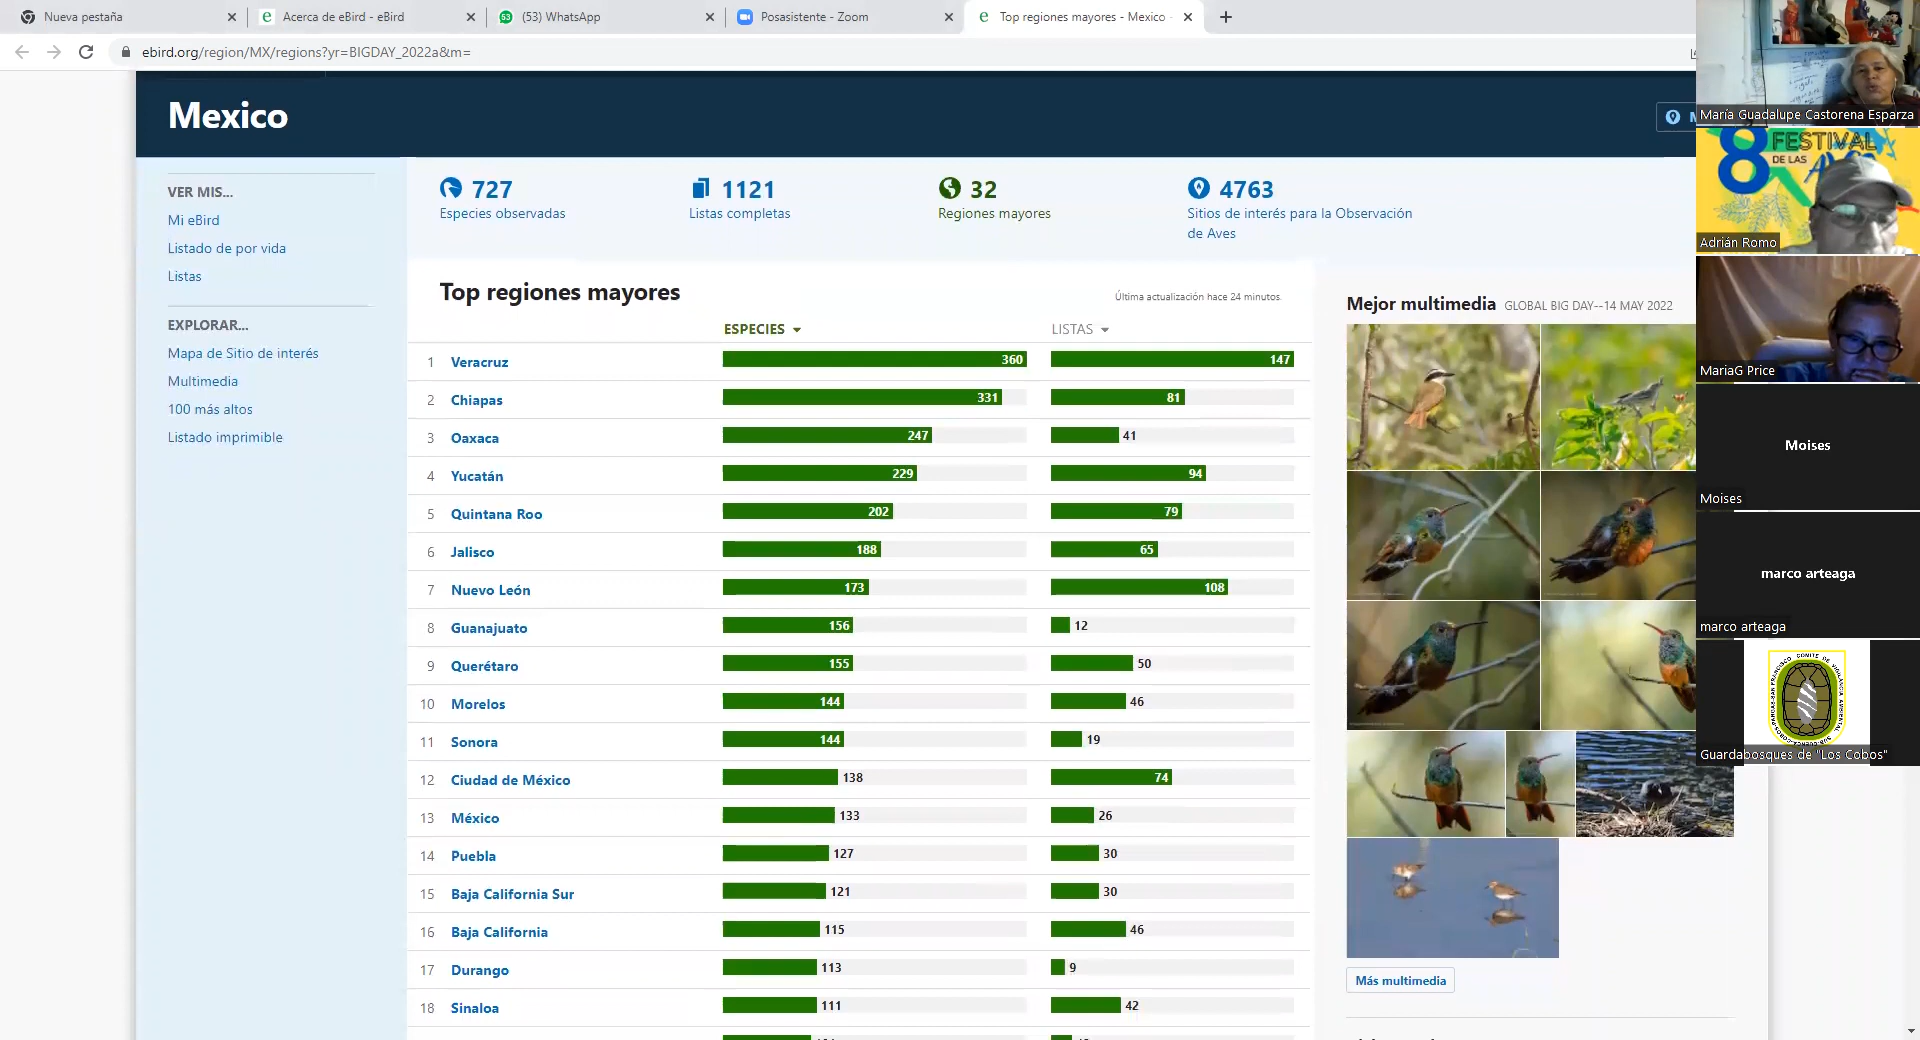 Nueva pestaña
Acerca de eBird - eBird
(53) WhatsApp
Posasistente - Zoom
Top regiones mayores - Mexico -
ebird.org/region/MX/regions?yr=BIGDAY_2022a&m=
Mexico
VER MIS...
Mi eBird
Listado de por vida
Listas
EXPLORAR...
Mapa de Sitio de interés
Multimedia
100 más altos
Listado imprimible
727
Especies observadas
1121
Listas completas
32
Regiones mayores
4763
Sitios de interés para la Observación
de Aves
Top regiones mayores
Última actualización hace 24 minutos.
ESPECIES LISTAS
1 Veracruz 360 147
2 Chiapas 331 81
3 Oaxaca 247 41
4 Yucatán 229 94
5 Quintana Roo 202 79
6 Jalisco 188 65
7 Nuevo León 173 108
8 Guanajuato 156 12
9 Querétaro 155 50
10 Morelos 144 46
11 Sonora 144 19
12 Ciudad de México 138 74
13 México 133 26
14 Puebla 127 30
15 Baja California Sur 121 30
16 Baja California 115 46
17 Durango 113 9
18 Sinaloa 111 42
Mejor multimedia GLOBAL BIG DAY--14 MAY 2022
Más multimedia
María Guadalupe Castorena Esparza
8 FESTIVAL
DE LAS
Adrián Romo
MariaG Price
Moises
Moises
marco arteaga
marco arteaga
Guardabosques de "Los Cobos"